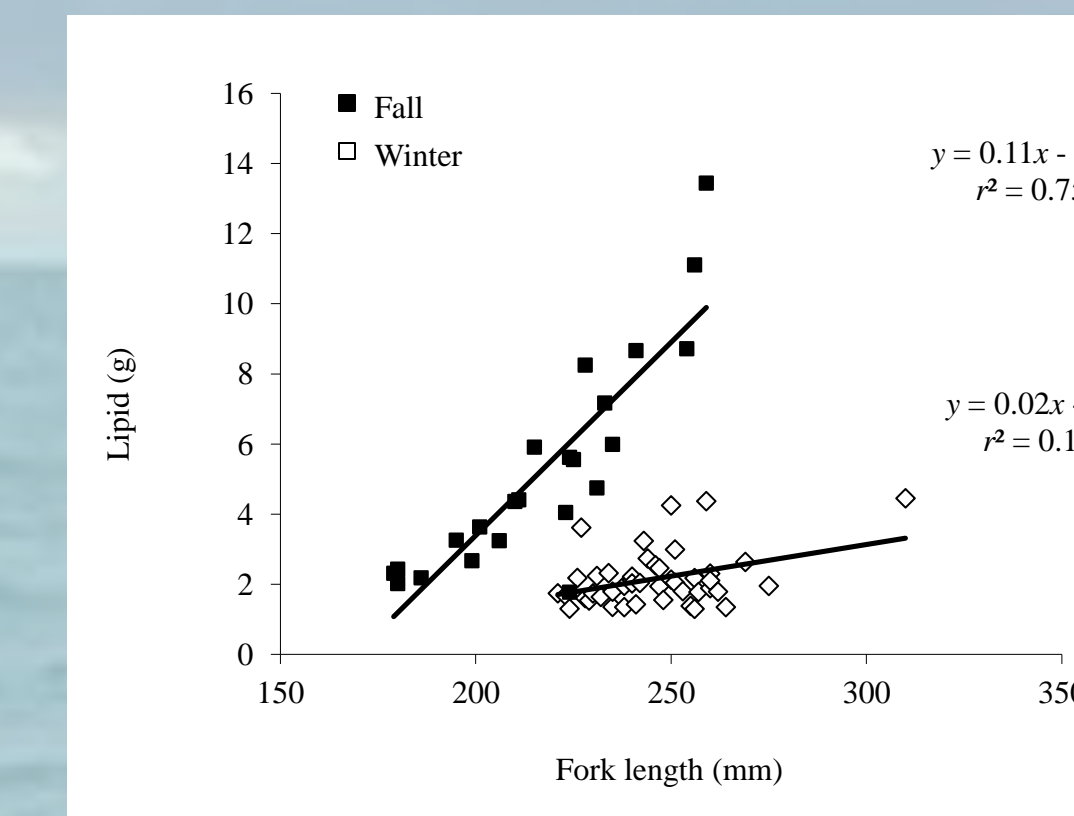 16
14
12
10
8
6
4
2
0
Fall
Winter
y = 0.11x -
r² = 0.7
y = 0.02x -
r² = 0.1
Lipid (g)
150 200 250 300 350
Fork length (mm)